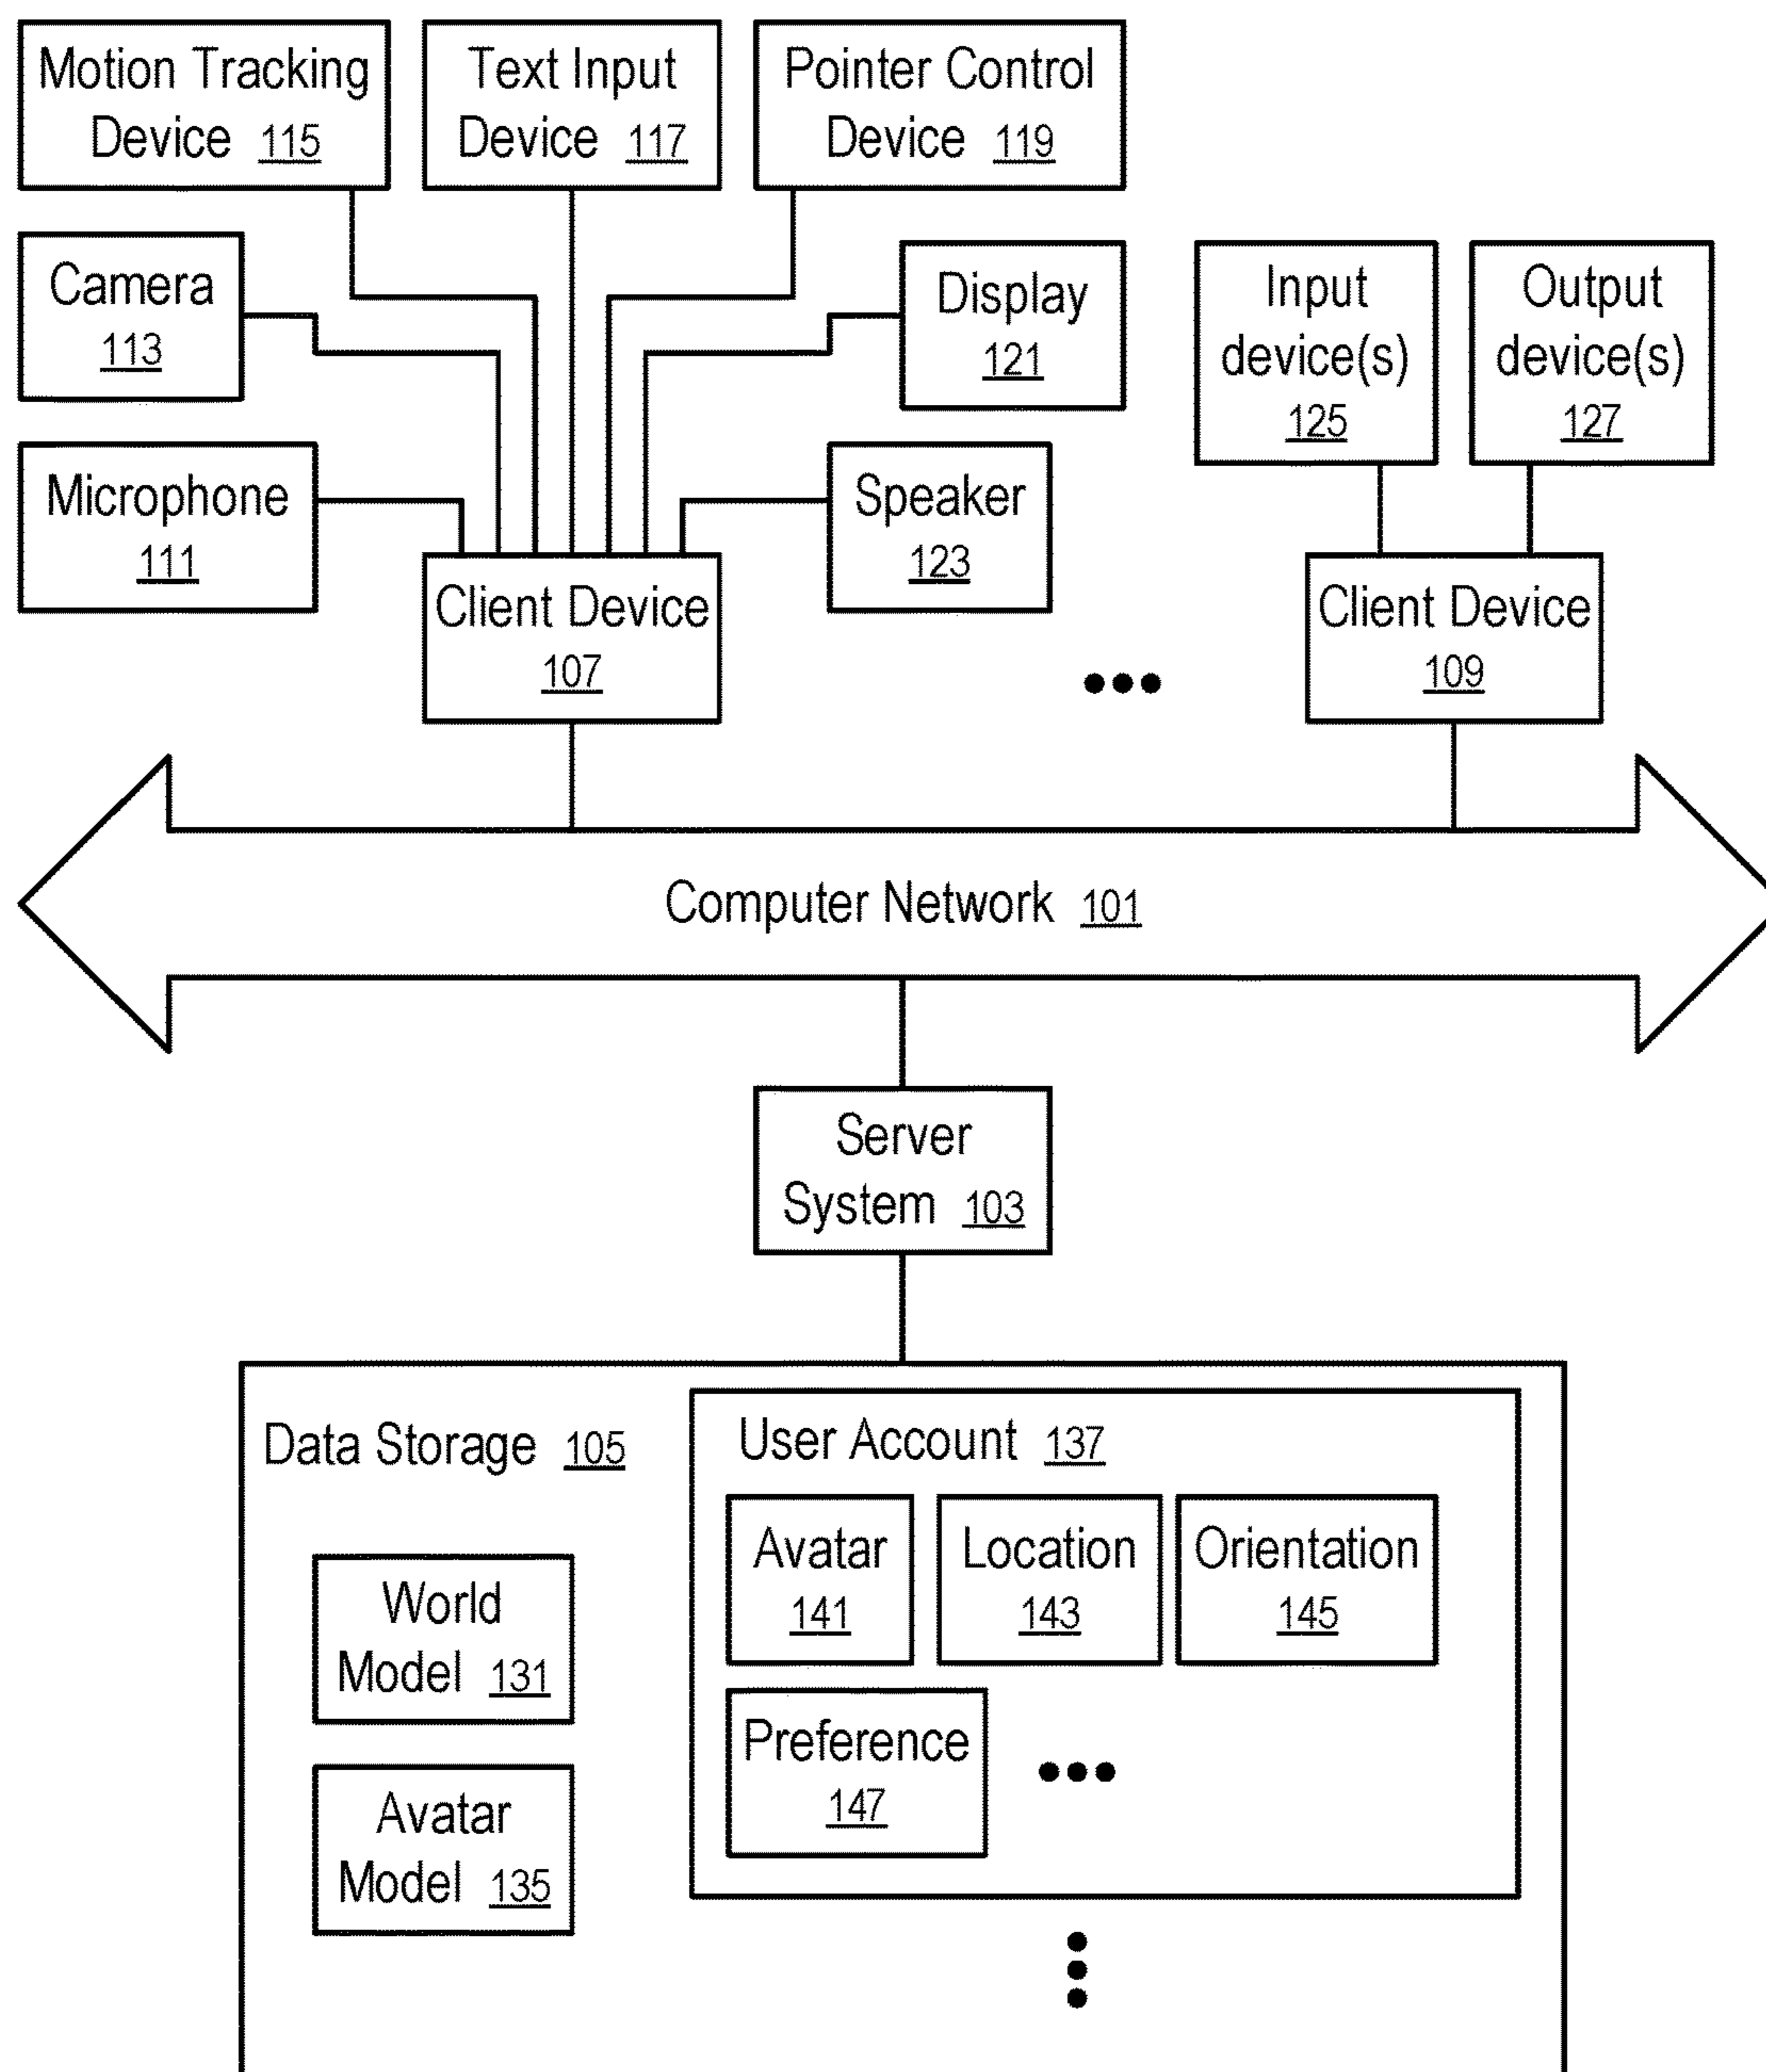 Motion Tracking
Device 115
Text Input
Device 117
Pointer Control
Device 119
Camera
113
Display
121
Input
device(s)
125
Output
device(s)
127
Microphone
111
Speaker
123
Client Device
107
Client Device
109
Computer Network 101
Server
System 103
Data Storage 105
User Account 137
Avatar
141
Location
143
Orientation
145
World
Model 131
Preference
147
Avatar
Model 135